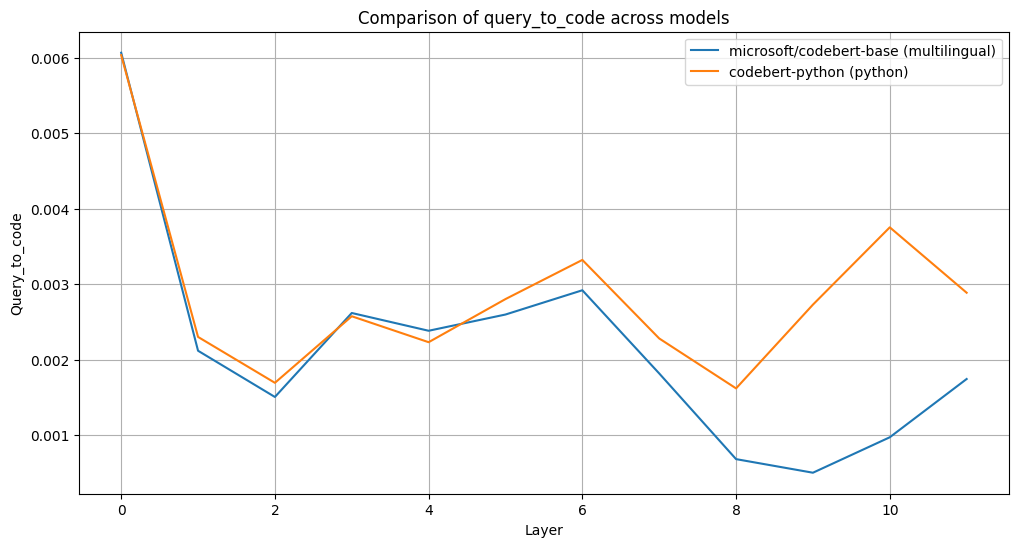 Comparison of query_to_code across models
microsoft/codebert-base (multilingual)
codebert-python (python)
0.006
0.005
0.004
0.003
0.002
0.001
Query_to_code
0 2 4 6 8 10
Layer